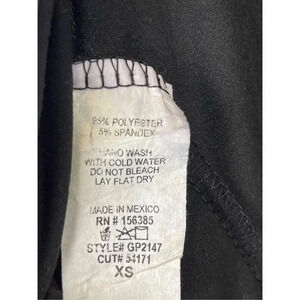 95% POLYESTER
5% SPANDEX
HAND WASH
WITH COLD WATER
DO NOT BLEACH
LAY FLAT DRY
MADE IN MEXICO
RN # 156385
STYLE# GP2147
CUT# 54171
XS